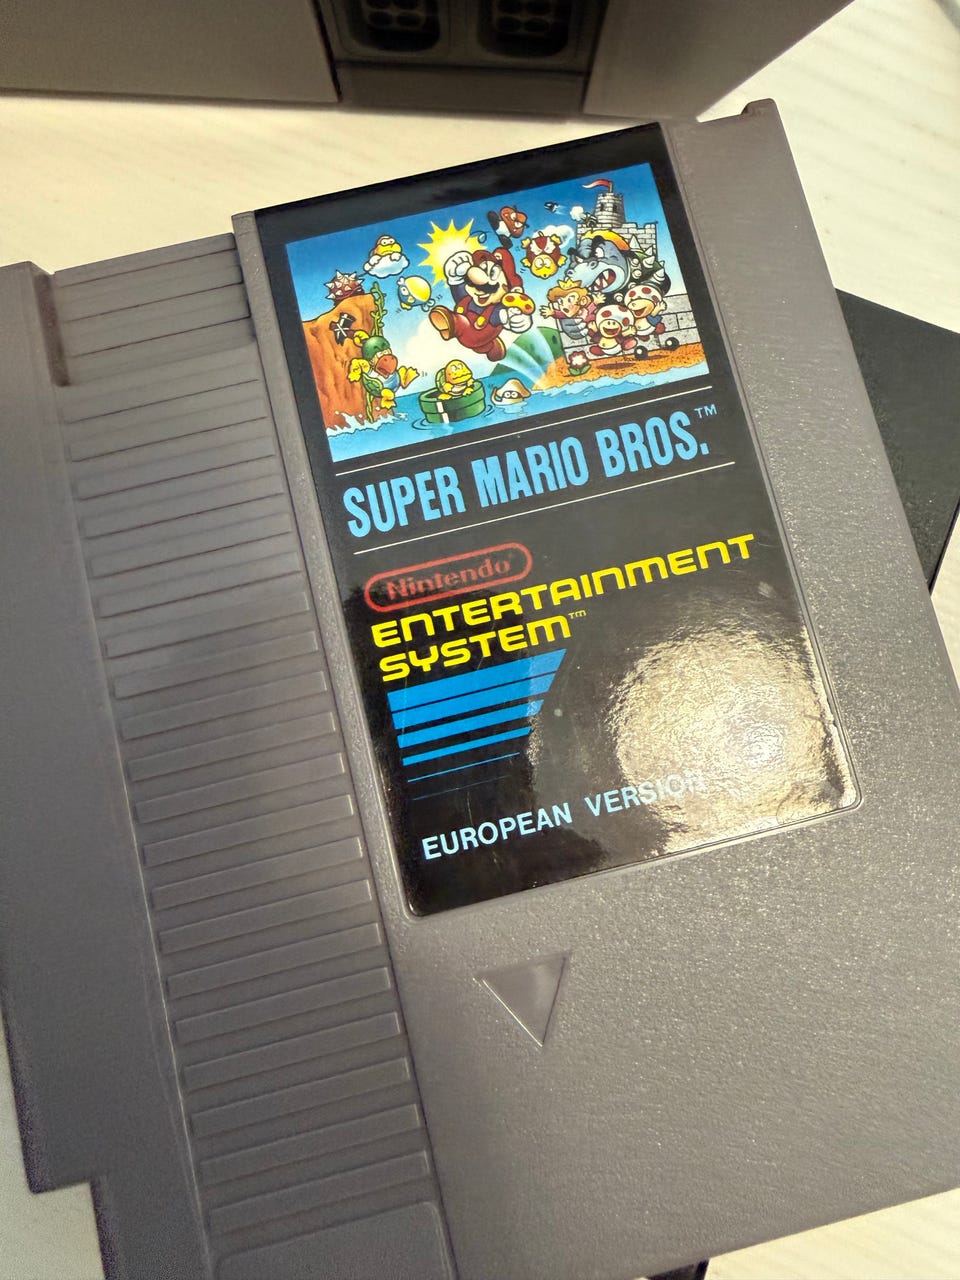 SUPER MARIO BROS.™
Nintendo
ENTERTAINMENT
SYSTEM™
EUROPEAN VERSION